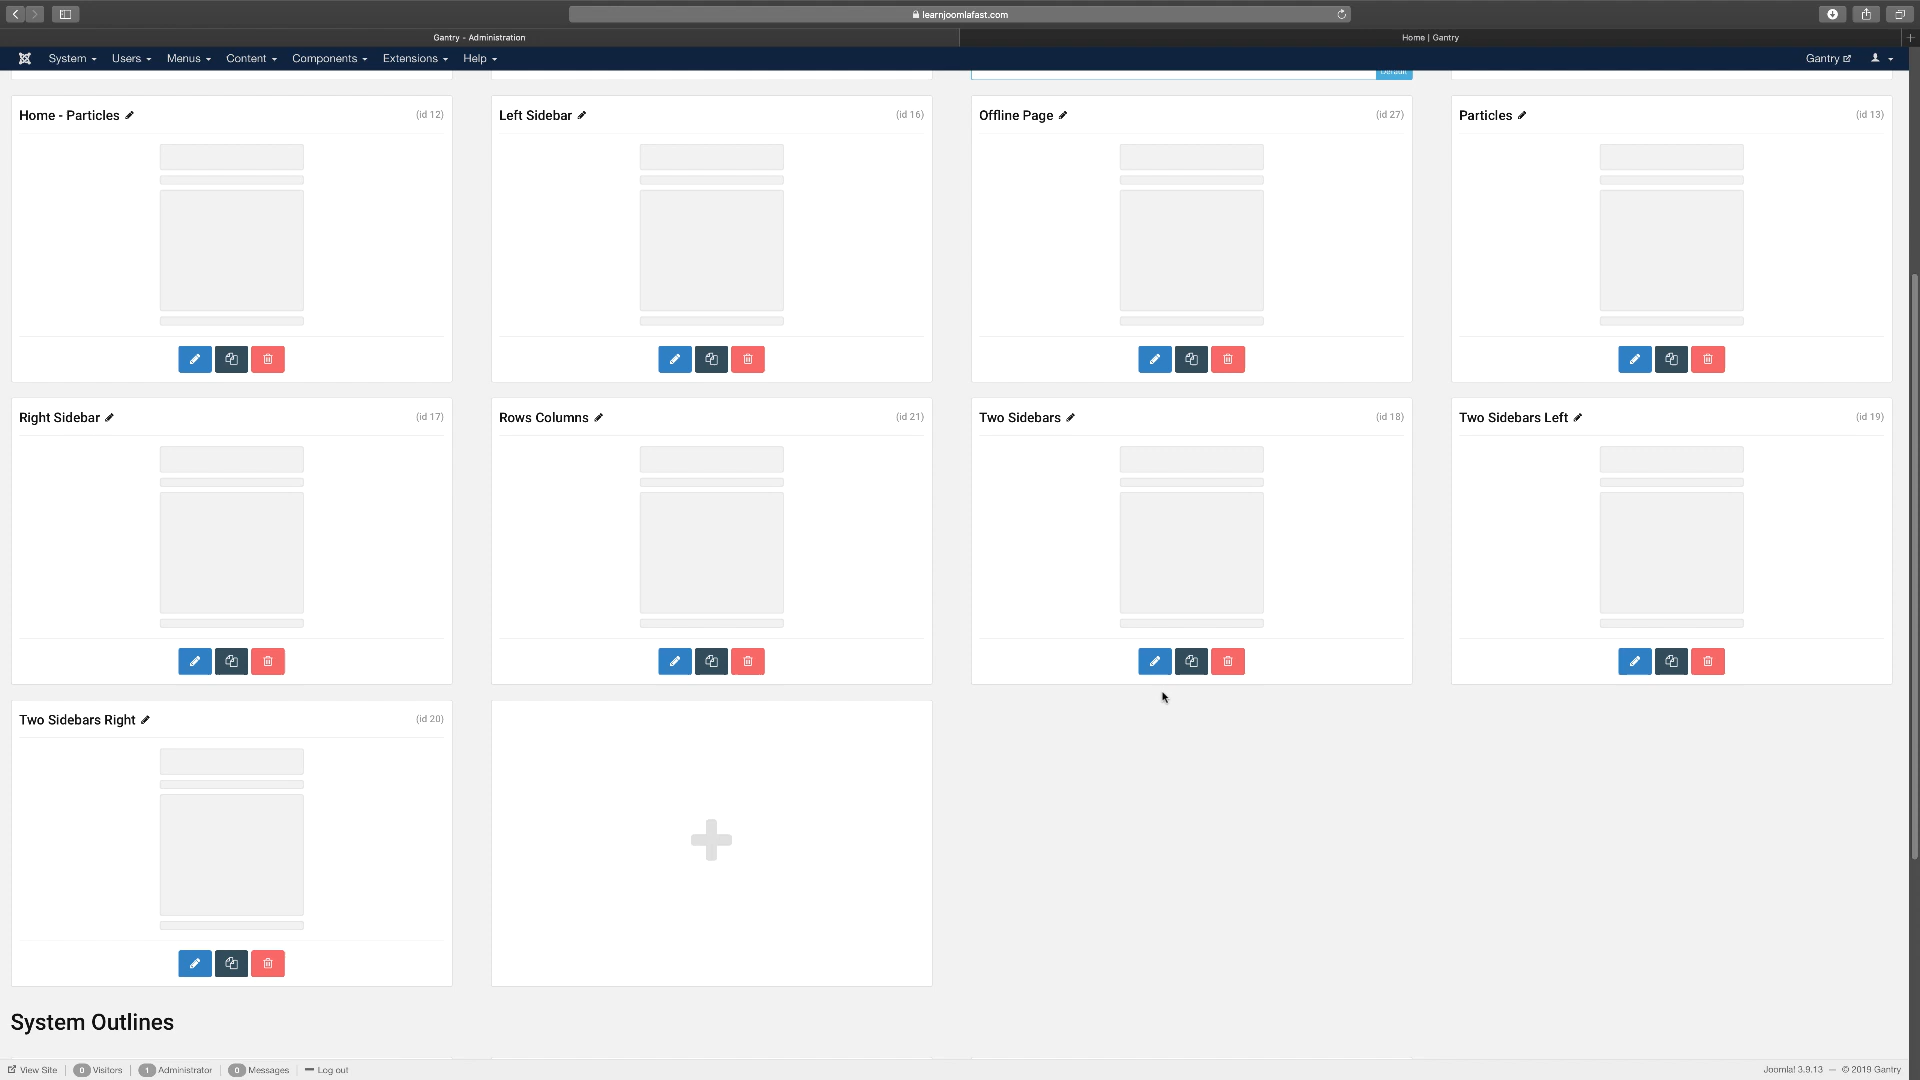 learnjoomlafast.com
Gantry - Administration
Home | Gantry
System Users Menus Content Components Extensions Help Gantry
Default
Home - Particles (id 12)
Left Sidebar (id 16)
Offline Page (id 27)
Particles (id 13)
Right Sidebar (id 17)
Rows Columns (id 21)
Two Sidebars (id 18)
Two Sidebars Left (id 19)
Two Sidebars Right (id 20)
System Outlines
View Site 0 Visitors 1 Administrator 0 Messages Log out Joomla! 3.9.13 — © 2019 Gantry